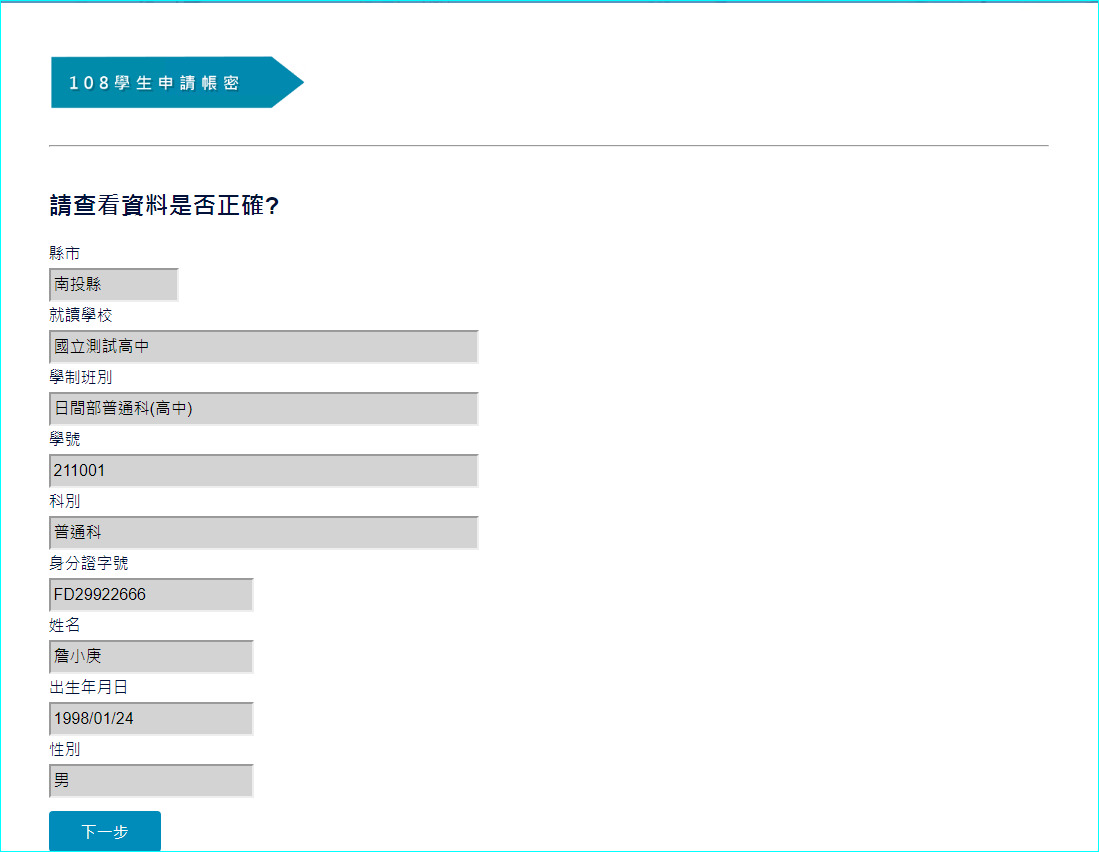 108學生申請帳密
請查看資料是否正確?
縣市
南投縣
就讀學校
國立測試高中
學制班別
日間部普通科(高中)
學號
211001
科別
普通科
身分證字號
FD29922666
姓名
詹小庚
出生年月日
1998/01/24
性別
男
下一步